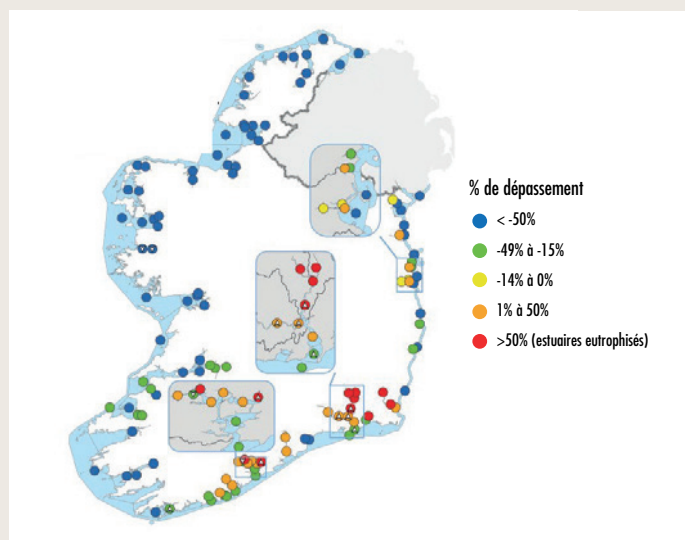 % de dépassement
< -50%
-49% à -15%
-14% à 0%
1% à 50%
>50% (estuaires eutrophisés)